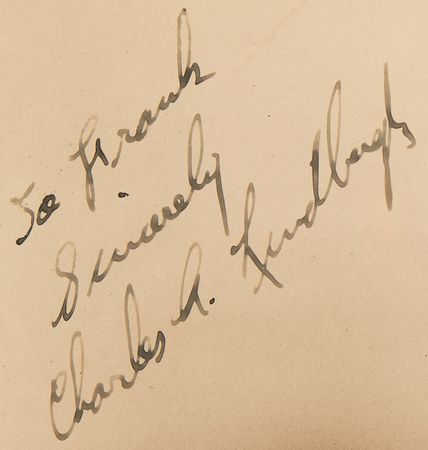 To Frank
Sincerely
Charles A. Lindbergh